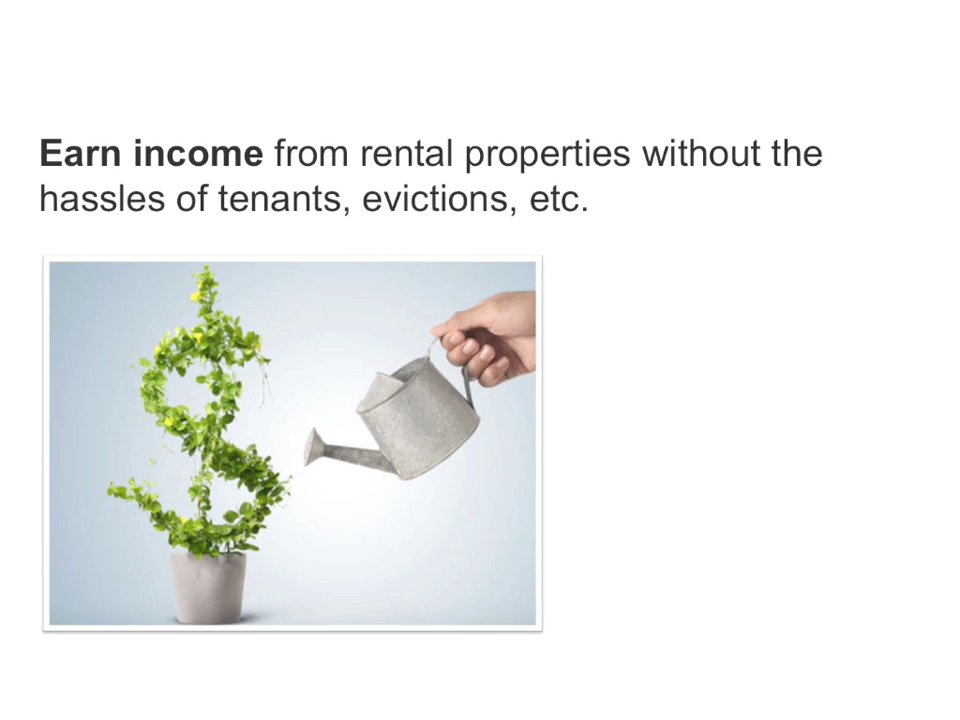 Earn income from rental properties without the
hassles of tenants, evictions, etc.